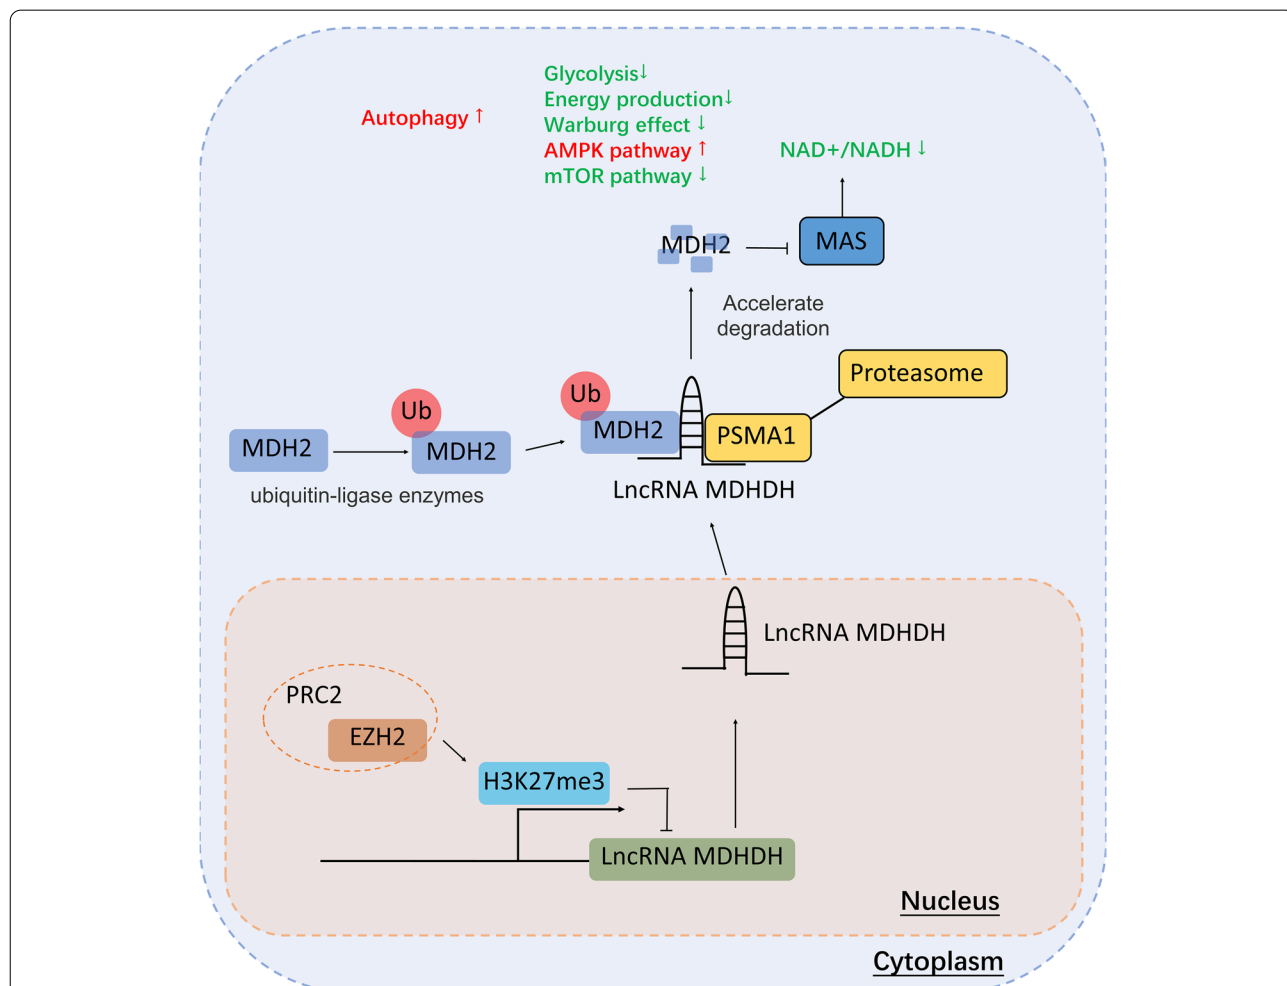 Glycolysis↓
Energy production↓
Autophagy ↑
Warburg effect ↓
AMPK pathway ↑
NAD+/NADH ↓
mTOR pathway ↓
MDH2
MAS
Accelerate
degradation
Proteasome
Ub
Ub
MDH2
MDH2
MDH2
PSMA1
ubiquitin-ligase enzymes
LncRNA MDHDH
LncRNA MDHDH
PRC2
EZH2
H3K27me3
LncRNA MDHDH
Nucleus
Cytoplasm